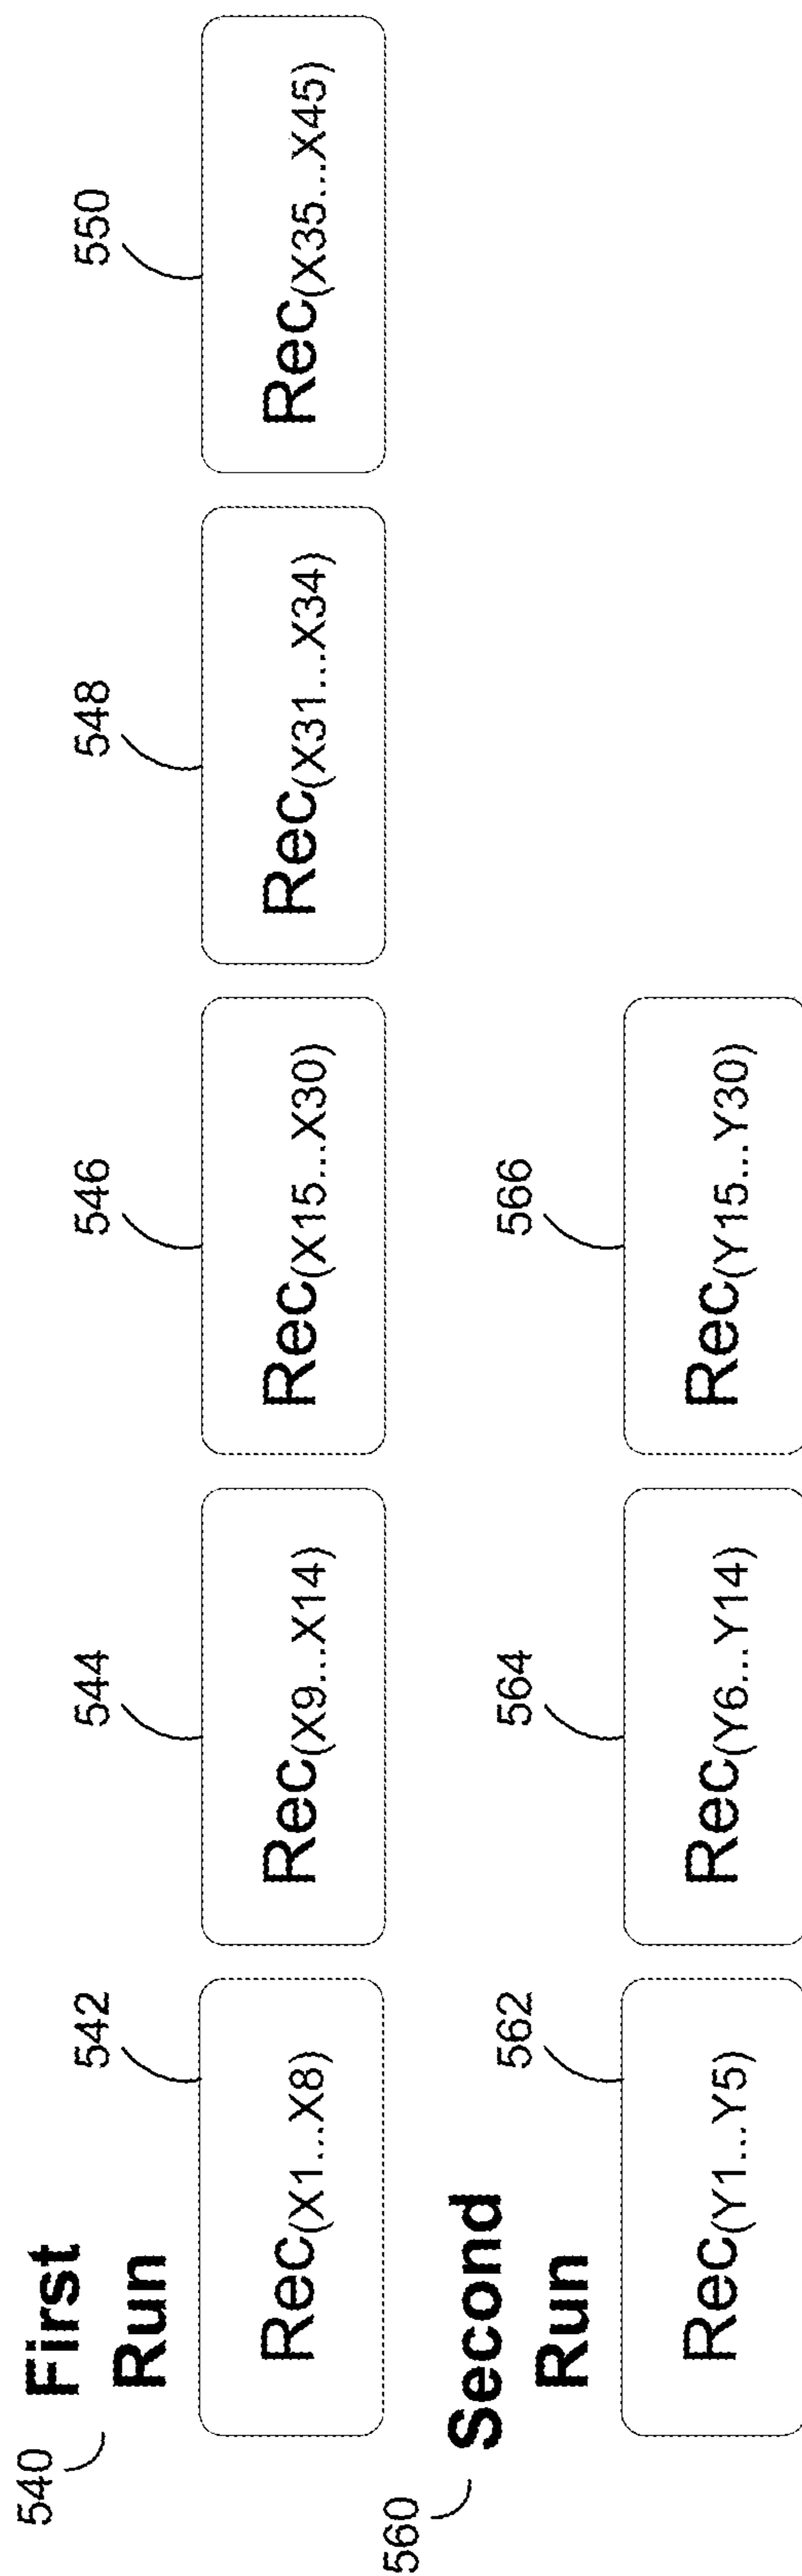 540
First
Run
542
544
546
548
550
Rec(X1...X8)
Rec(X9...X14)
Rec(X15...X30)
Rec(X31...X34)
Rec(X35...X45)
560
Second
Run
562
564
566
Rec(Y1...Y5)
Rec(Y6...Y14)
Rec(Y15...Y30)